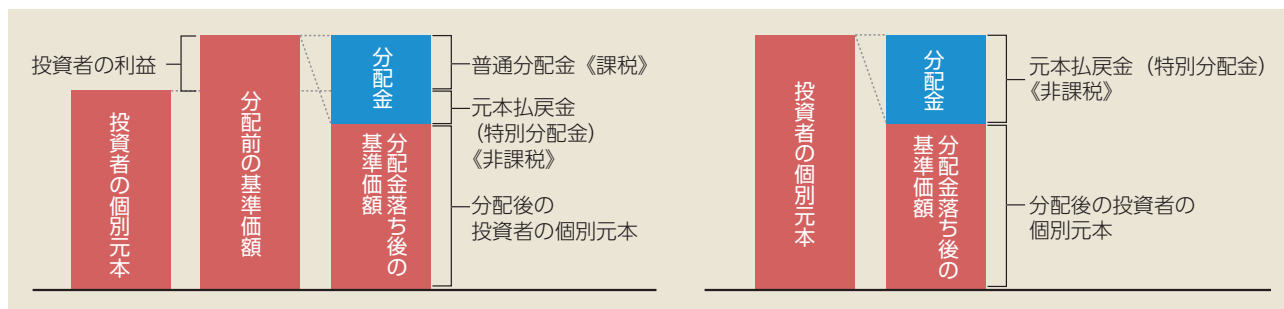 投資者の利益
投資者の個別元本
分配前の基準価額
分配金
分配金落ち後の
基準価額
普通分配金《課税》
元本払戻金
(特別分配金)
《非課税》
分配後の
投資者の個別元本
投資者の個別元本
分配金
分配金落ち後の
基準価額
元本払戻金（特別分配金）
《非課税》
分配後の投資者の
個別元本